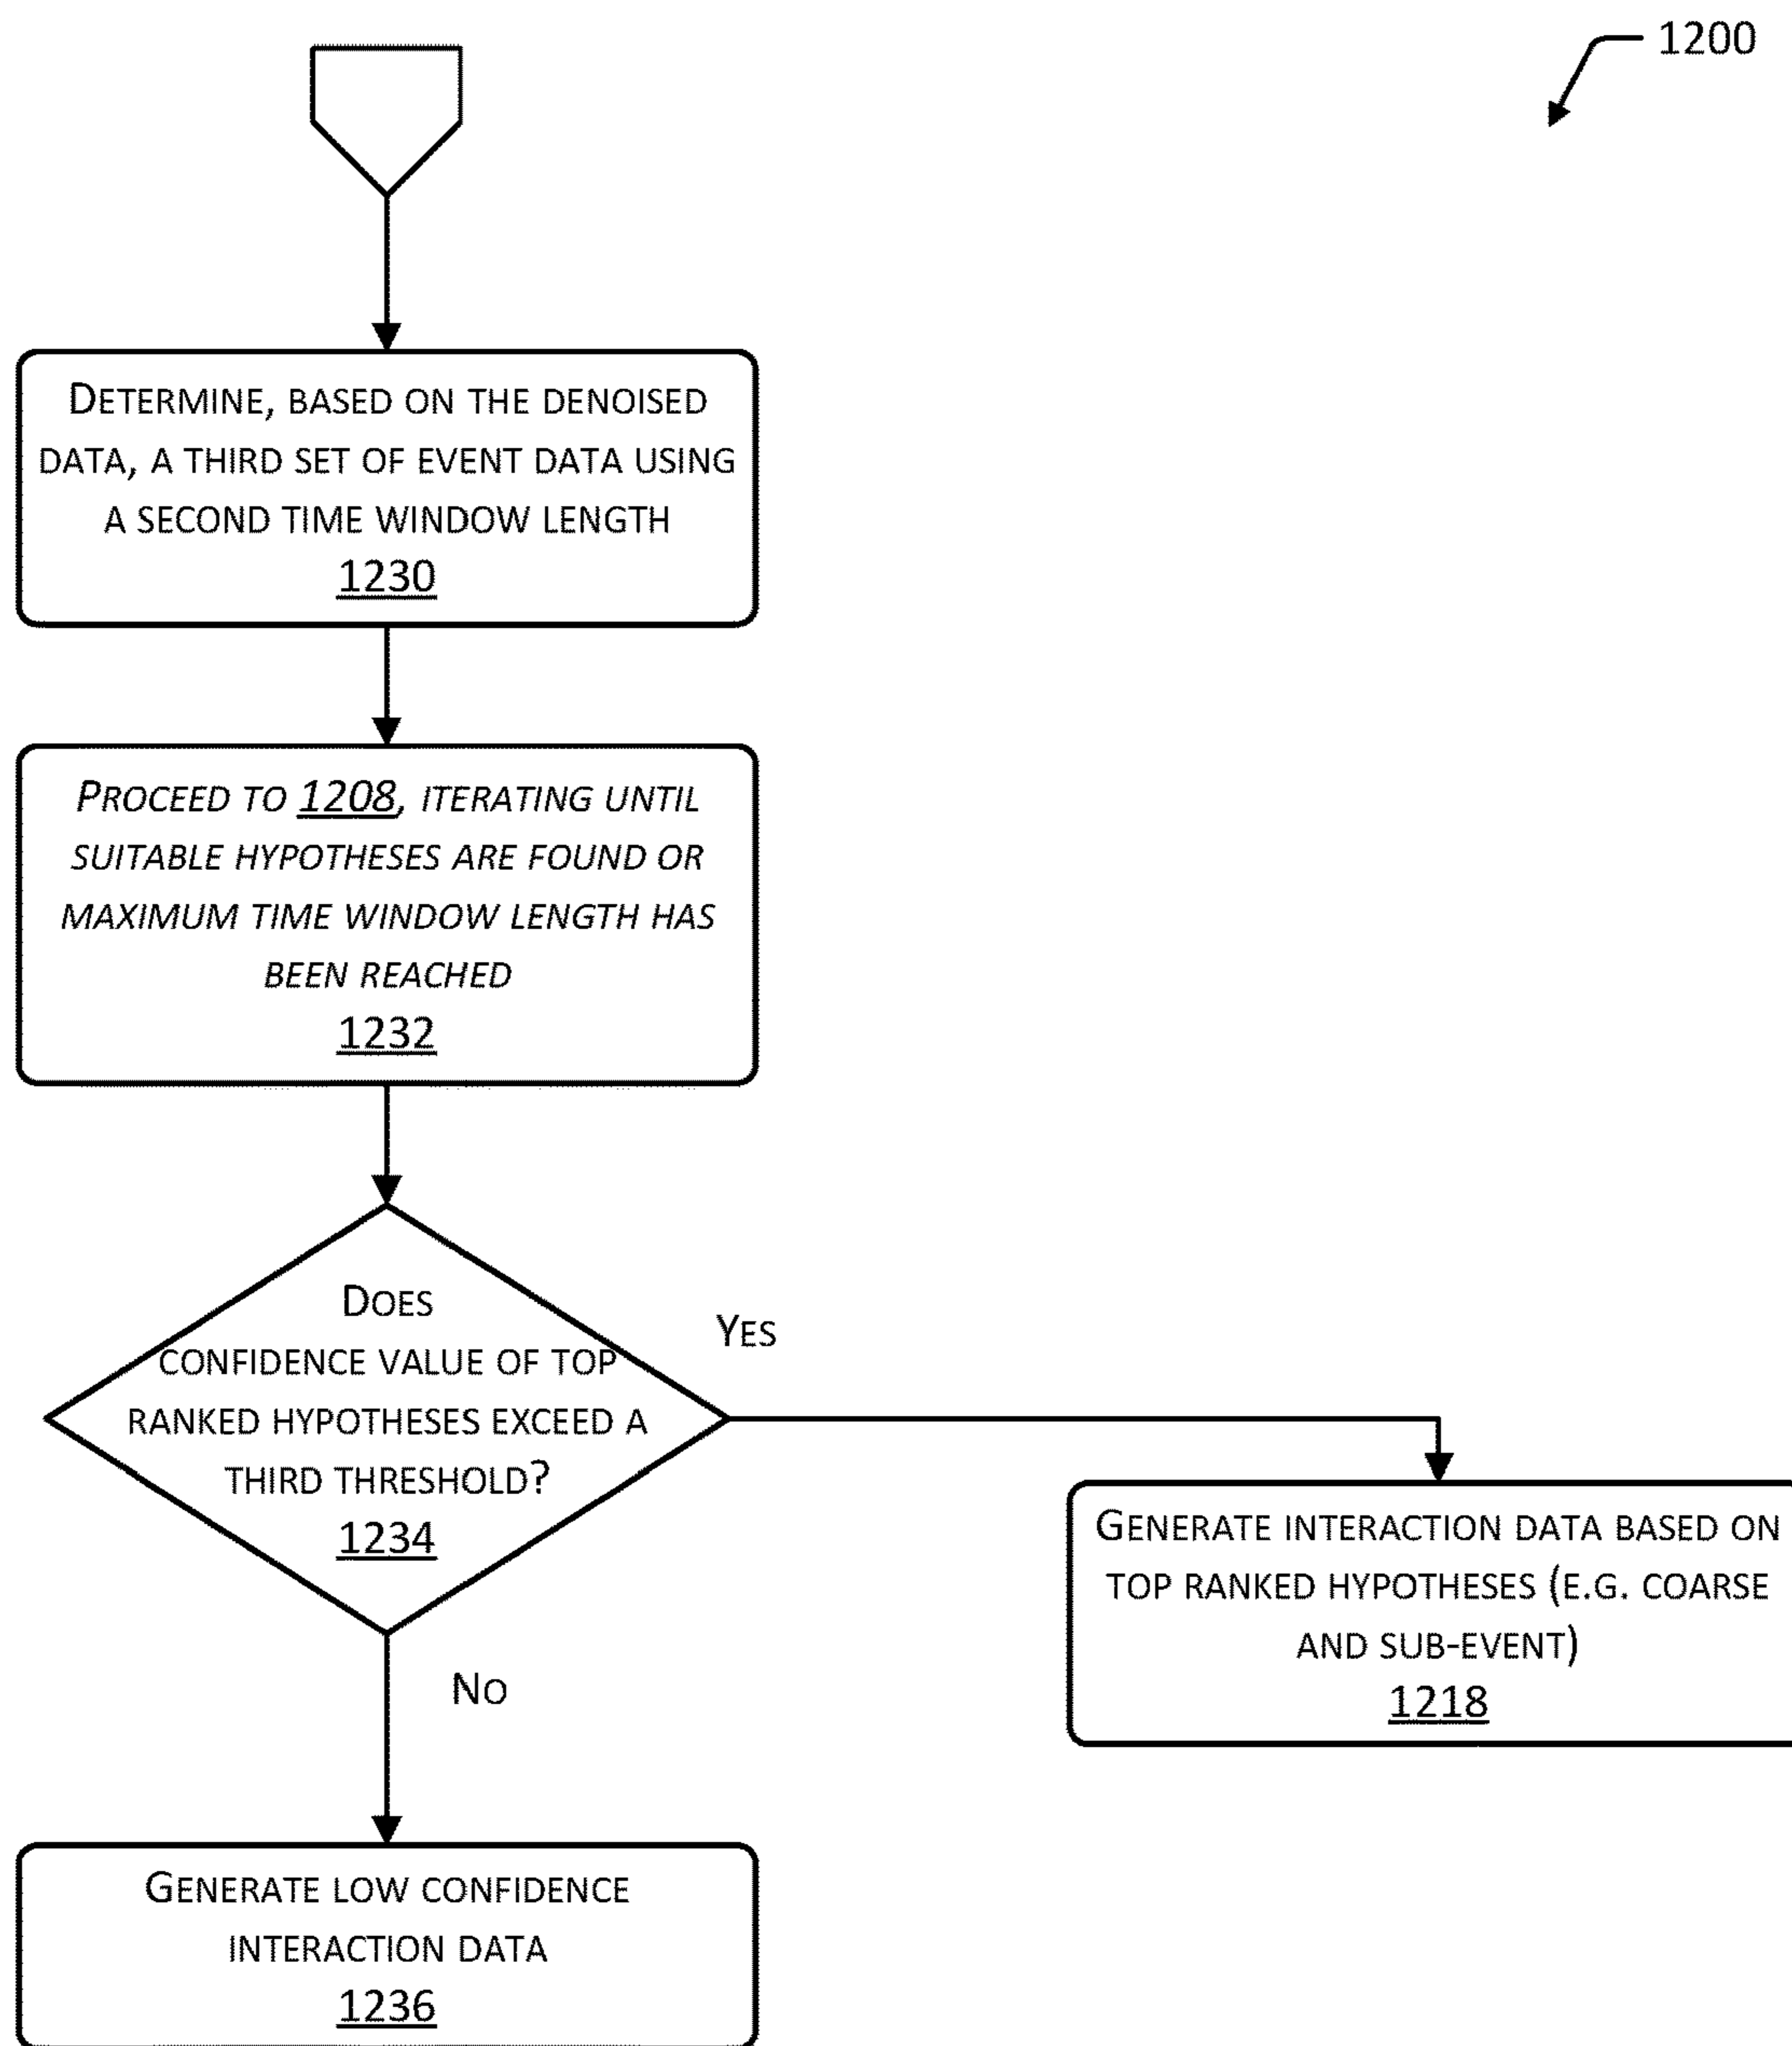 1200
DETERMINE, BASED ON THE DENOISED
DATA, A THIRD SET OF EVENT DATA USING
A SECOND TIME WINDOW LENGTH
1230
PROCEED TO 1208, ITERATING UNTIL
SUITABLE HYPOTHESES ARE FOUND OR
MAXIMUM TIME WINDOW LENGTH HAS
BEEN REACHED
1232
DOES
CONFIDENCE VALUE OF TOP
RANKED HYPOTHESES EXCEED A
THIRD THRESHOLD?
1234
YES
GENERATE INTERACTION DATA BASED ON
TOP RANKED HYPOTHESES (E.G. COARSE
AND SUB-EVENT)
1218
NO
GENERATE LOW CONFIDENCE
INTERACTION DATA
1236